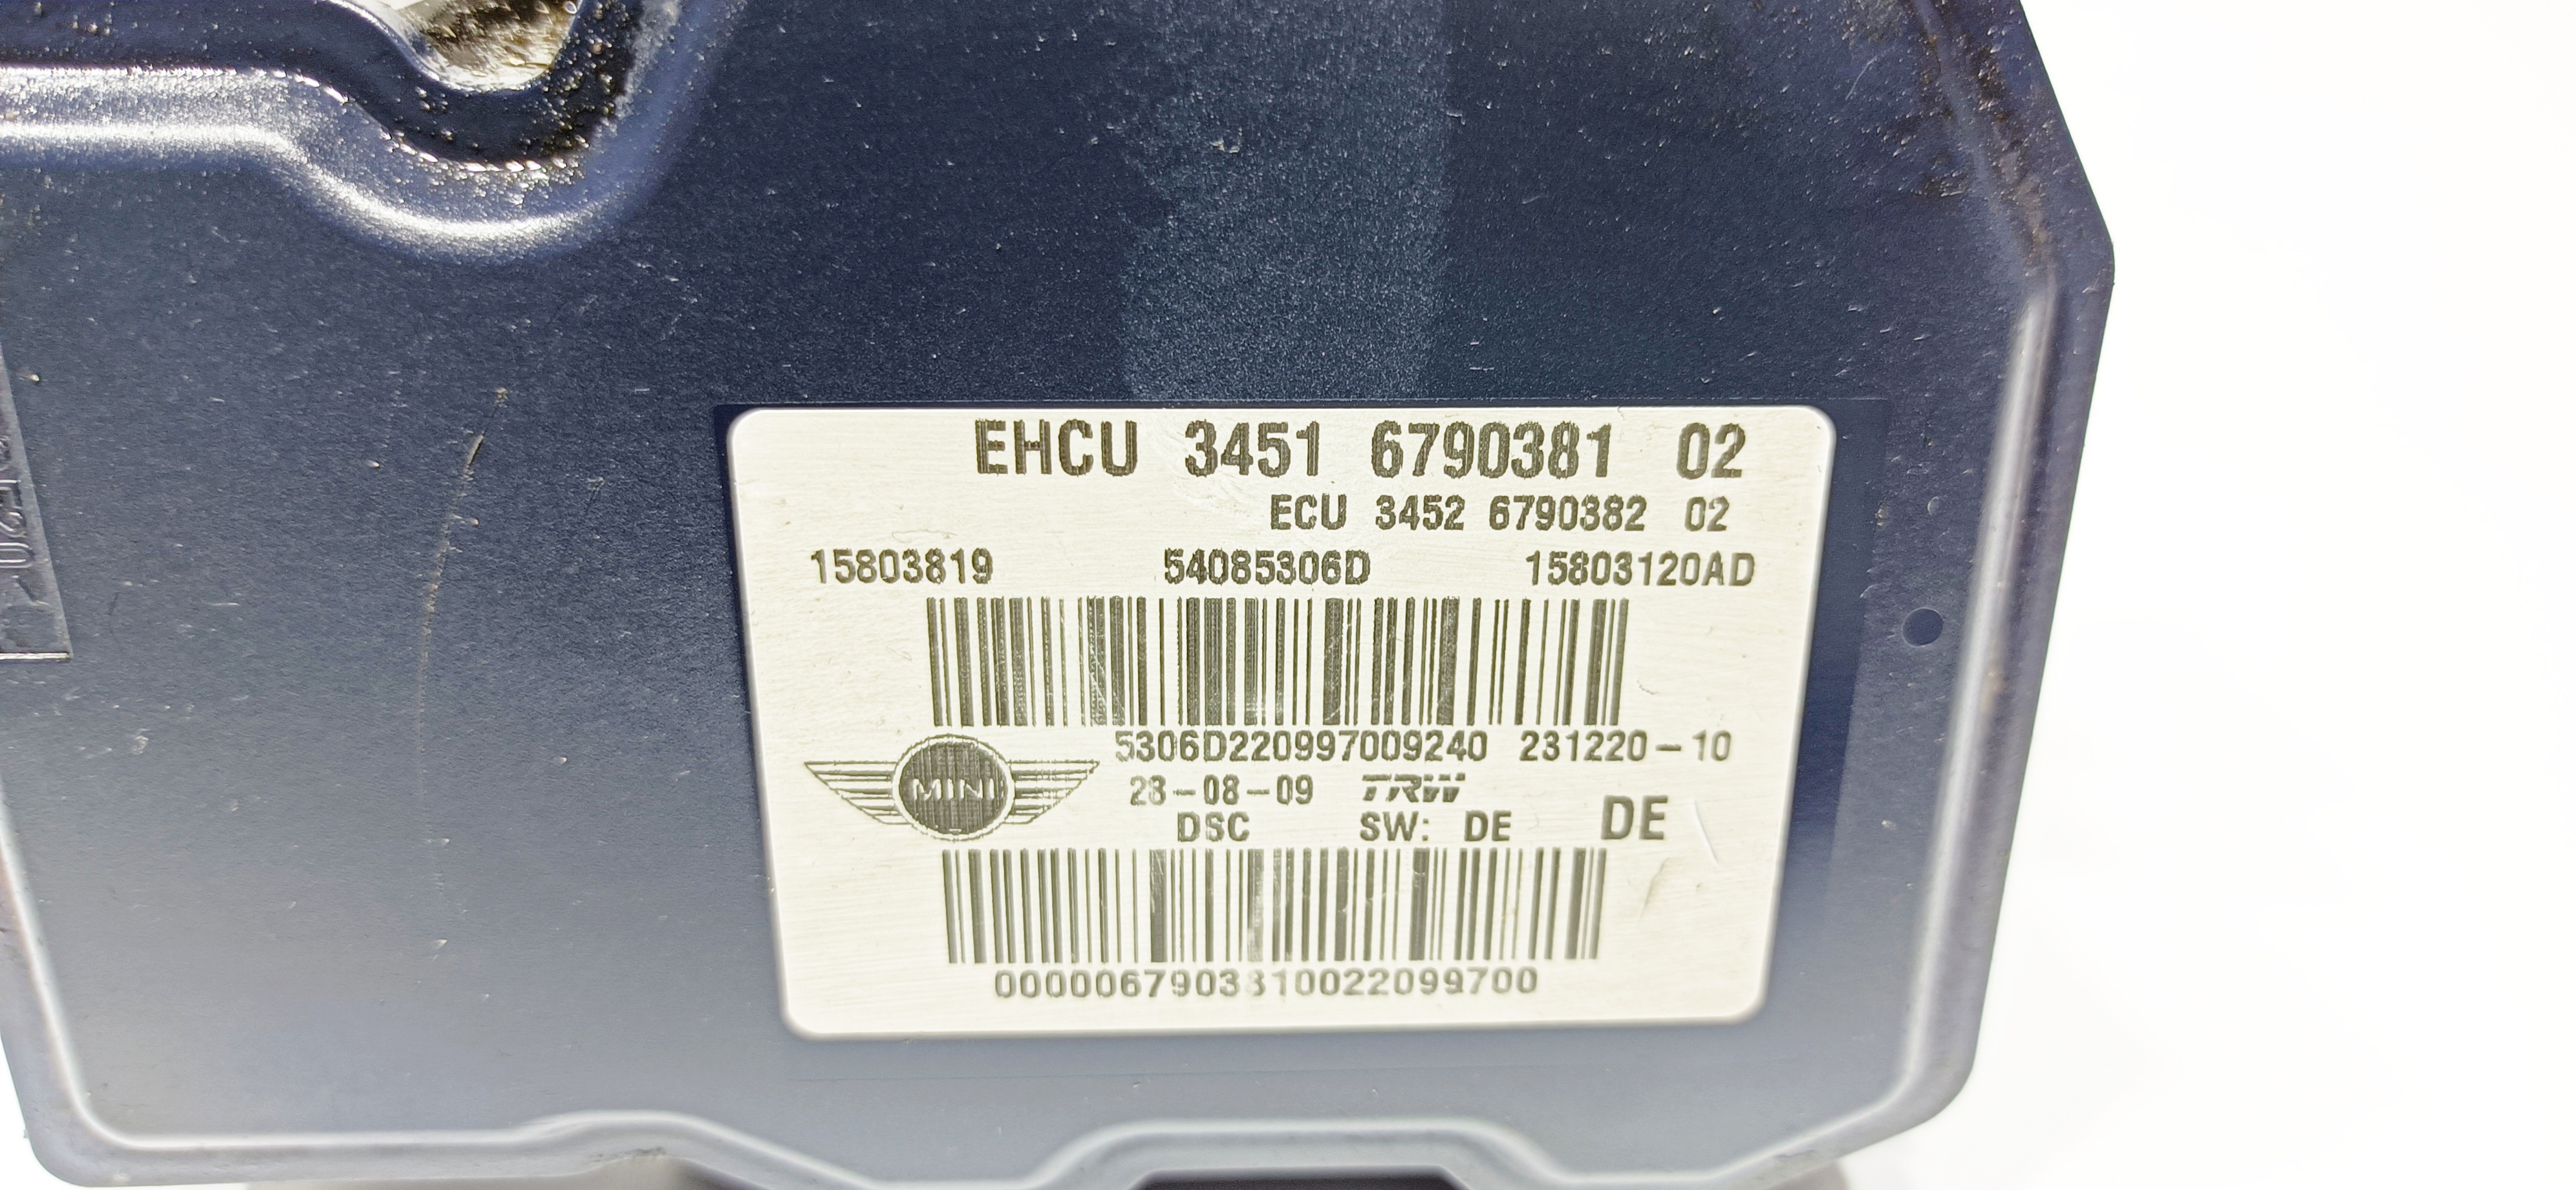 EHCU 3451 6790381 02
ECU 3452 6790382 02
15803819 54085306D 15803120AD
5306D220997009240 231220-10
MINI
28-08-09 TRW
DSC SW: DE DE
0000067903810022099700